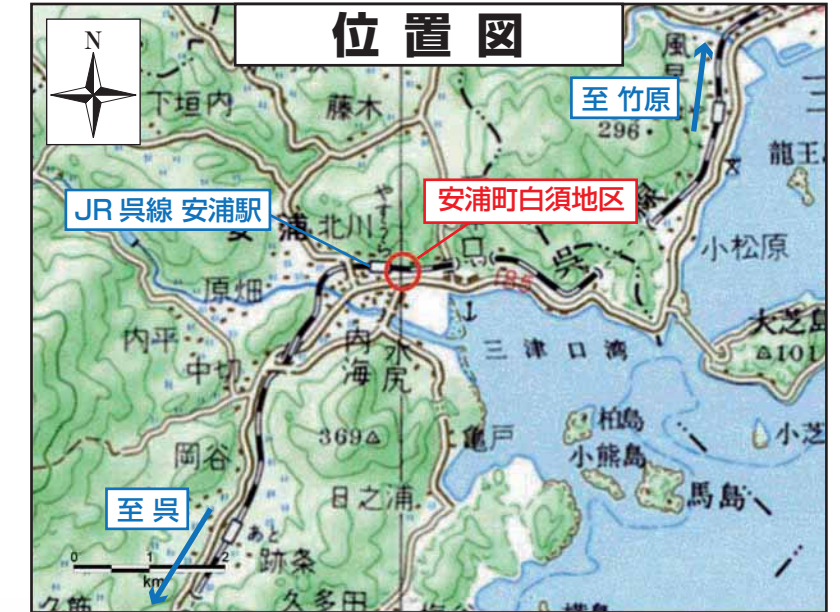 位置図
N
下垣内
藤木
風早
至 竹原
296
龍王
JR 呉線 安浦駅
安浦町白須地区
やすうら
安浦
北川
口
呉
線
185
小松原
原畑
大芝島
101
内平
中切
内海
水尻
三津口湾
369
亀戸
柏島
小芝
小熊島
馬島
岡谷
日之浦
至 呉
あと
跡条
0 1 2
km
久多田